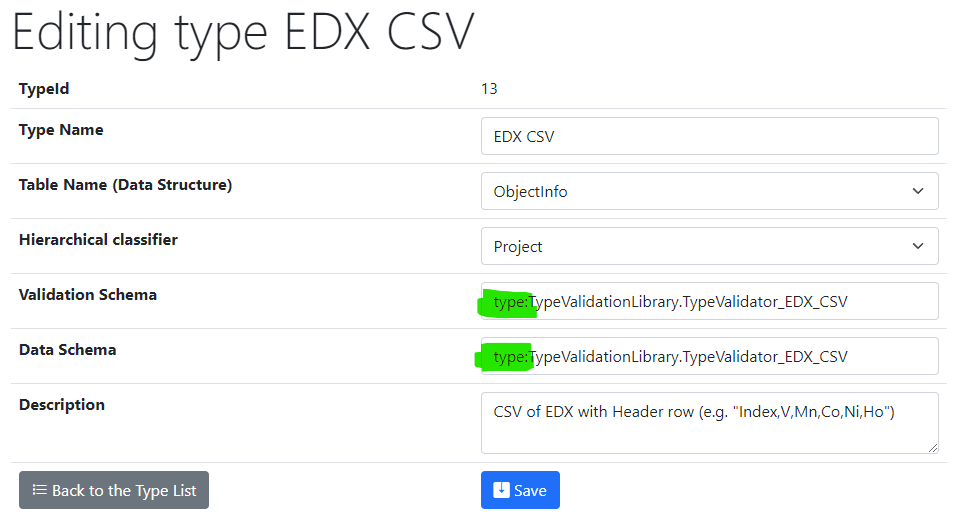 Editing type EDX CSV
TypeId 13
Type Name EDX CSV
Table Name (Data Structure) ObjectInfo
Hierarchical classifier Project
Validation Schema type:TypeValidationLibrary.TypeValidator_EDX_CSV
Data Schema type:TypeValidationLibrary.TypeValidator_EDX_CSV
Description CSV of EDX with Header row (e.g. "Index,V,Mn,Co,Ni,Ho")
Back to the Type List Save